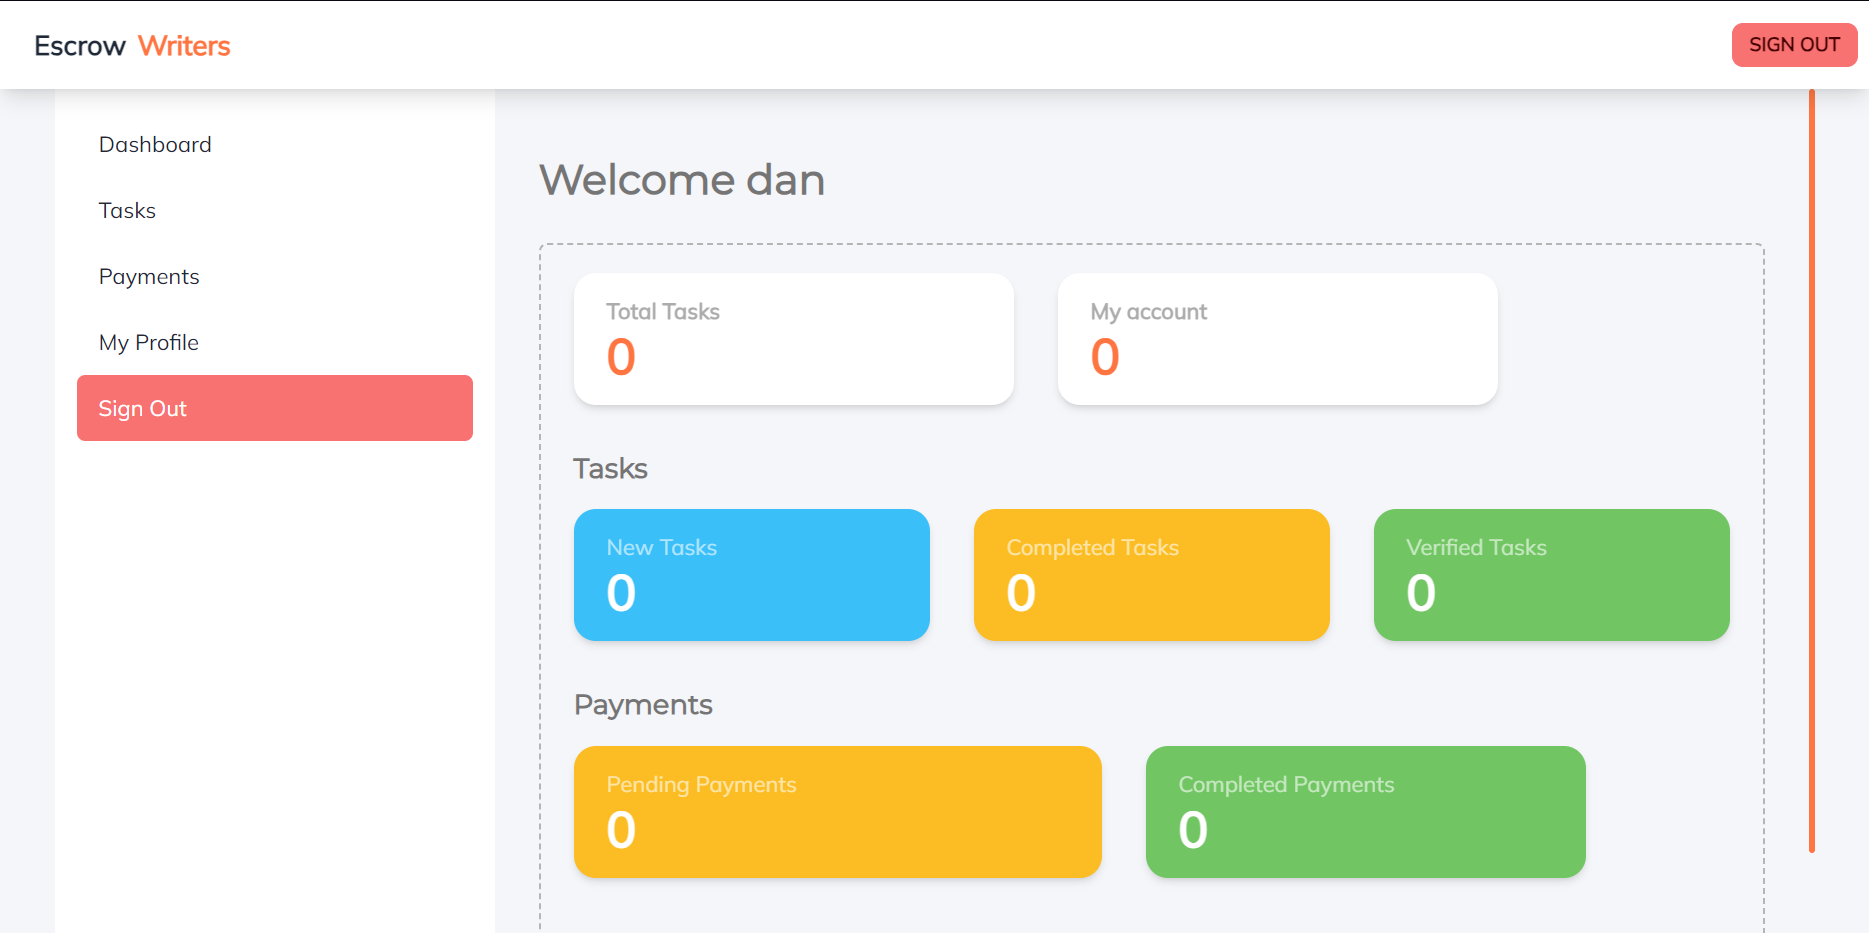 Escrow Writers
SIGN OUT
Dashboard
Tasks
Payments
My Profile
Sign Out
Welcome dan
Total Tasks
0
My account
0
Tasks
New Tasks
0
Completed Tasks
0
Verified Tasks
0
Payments
Pending Payments
0
Completed Payments
0